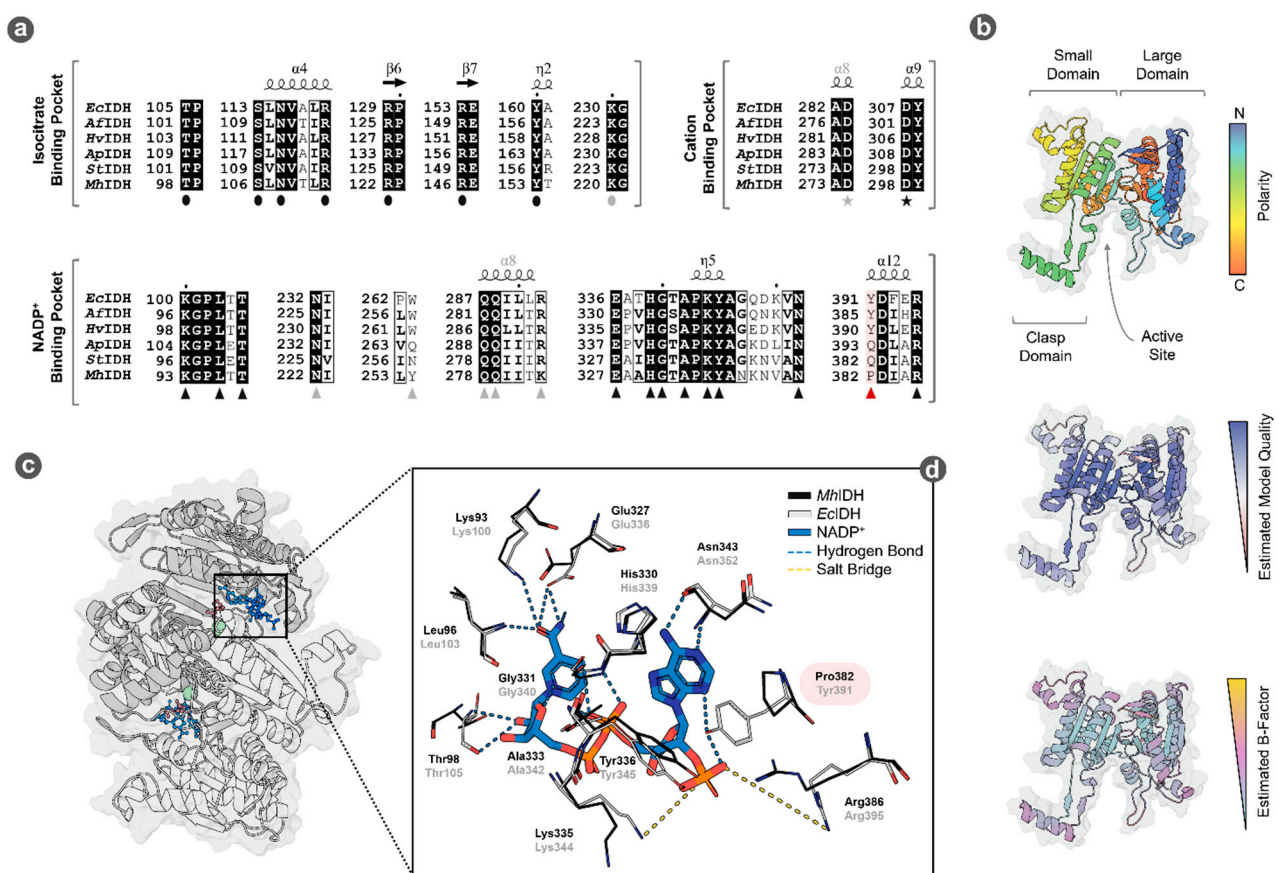 a
Isocitrate
Binding Pocket
α4 β6 β7 η2
EcIDH 105 TP 113 SLNVALR 129 RP 153 RE 160 YA 230 KG
AfIDH 101 TP 109 SLNVTIR 125 RP 149 RE 156 YA 223 KG
HvIDH 103 TP 111 SLNVAIR 127 RP 151 RE 158 YA 228 KG
ApIDH 109 TP 117 SLNVAIR 133 RP 156 RE 163 YA 230 KG
StIDH 101 TP 109 SVNVAIR 125 RP 149 RE 156 YR 223 KG
MhIDH 98 TP 106 SLNVTLR 122 RP 146 RE 153 YT 220 KG
Cation
Binding Pocket
α8 α9
EcIDH 282 AD 307 DY
AfIDH 276 AD 301 DY
HvIDH 281 AD 306 DY
ApIDH 283 AD 308 DY
StIDH 273 AD 298 DY
MhIDH 273 AD 298 DY
NADP+
Binding Pocket
α8 η5 α12
EcIDH 100 KGPLTT 232 NI 262 PW 287 QQILLR 336 EATHGTAPKYAGQDKVN 391 YDFER
AfIDH 96 KGPLTT 226 NI 256 LW 281 QQILTR 330 EPVHGSAPKYAGQNKVN 385 YDIHR
HvIDH 98 KGPLTT 230 NI 261 LW 286 QQLLTR 335 EPVHGSAPKYAGQDKVN 390 YDLER
ApIDH 104 KGPLET 232 NI 262 VQ 288 QQIITR 337 EAVHGTAPKYAGKDLIN 393 QDLAR
StIDH 96 KGPLET 225 NV 256 IN 278 QQIIIR 327 EAIHGTAPKYAGKNVAN 382 QDLAR
MhIDH 93 KGPLTT 222 NI 253 LY 278 QQIITK 327 EAAHGTAPKYANKNVAN 382 PDIAR
b
Small
Domain
Large
Domain
N
Polarity
C
Clasp
Domain
Active
Site
Estimated Model Quality
Estimated B-Factor
c
d
MhIDH
EcIDH
NADP+
Hydrogen Bond
Salt Bridge
Lys93
Lys100
Glu327
Glu336
Asn343
Asn352
His330
His339
Leu96
Leu103
Gly331
Gly340
Pro382
Tyr391
Thr98
Thr105
Ala333
Ala342
Tyr336
Tyr345
Arg386
Arg395
Lys335
Lys344